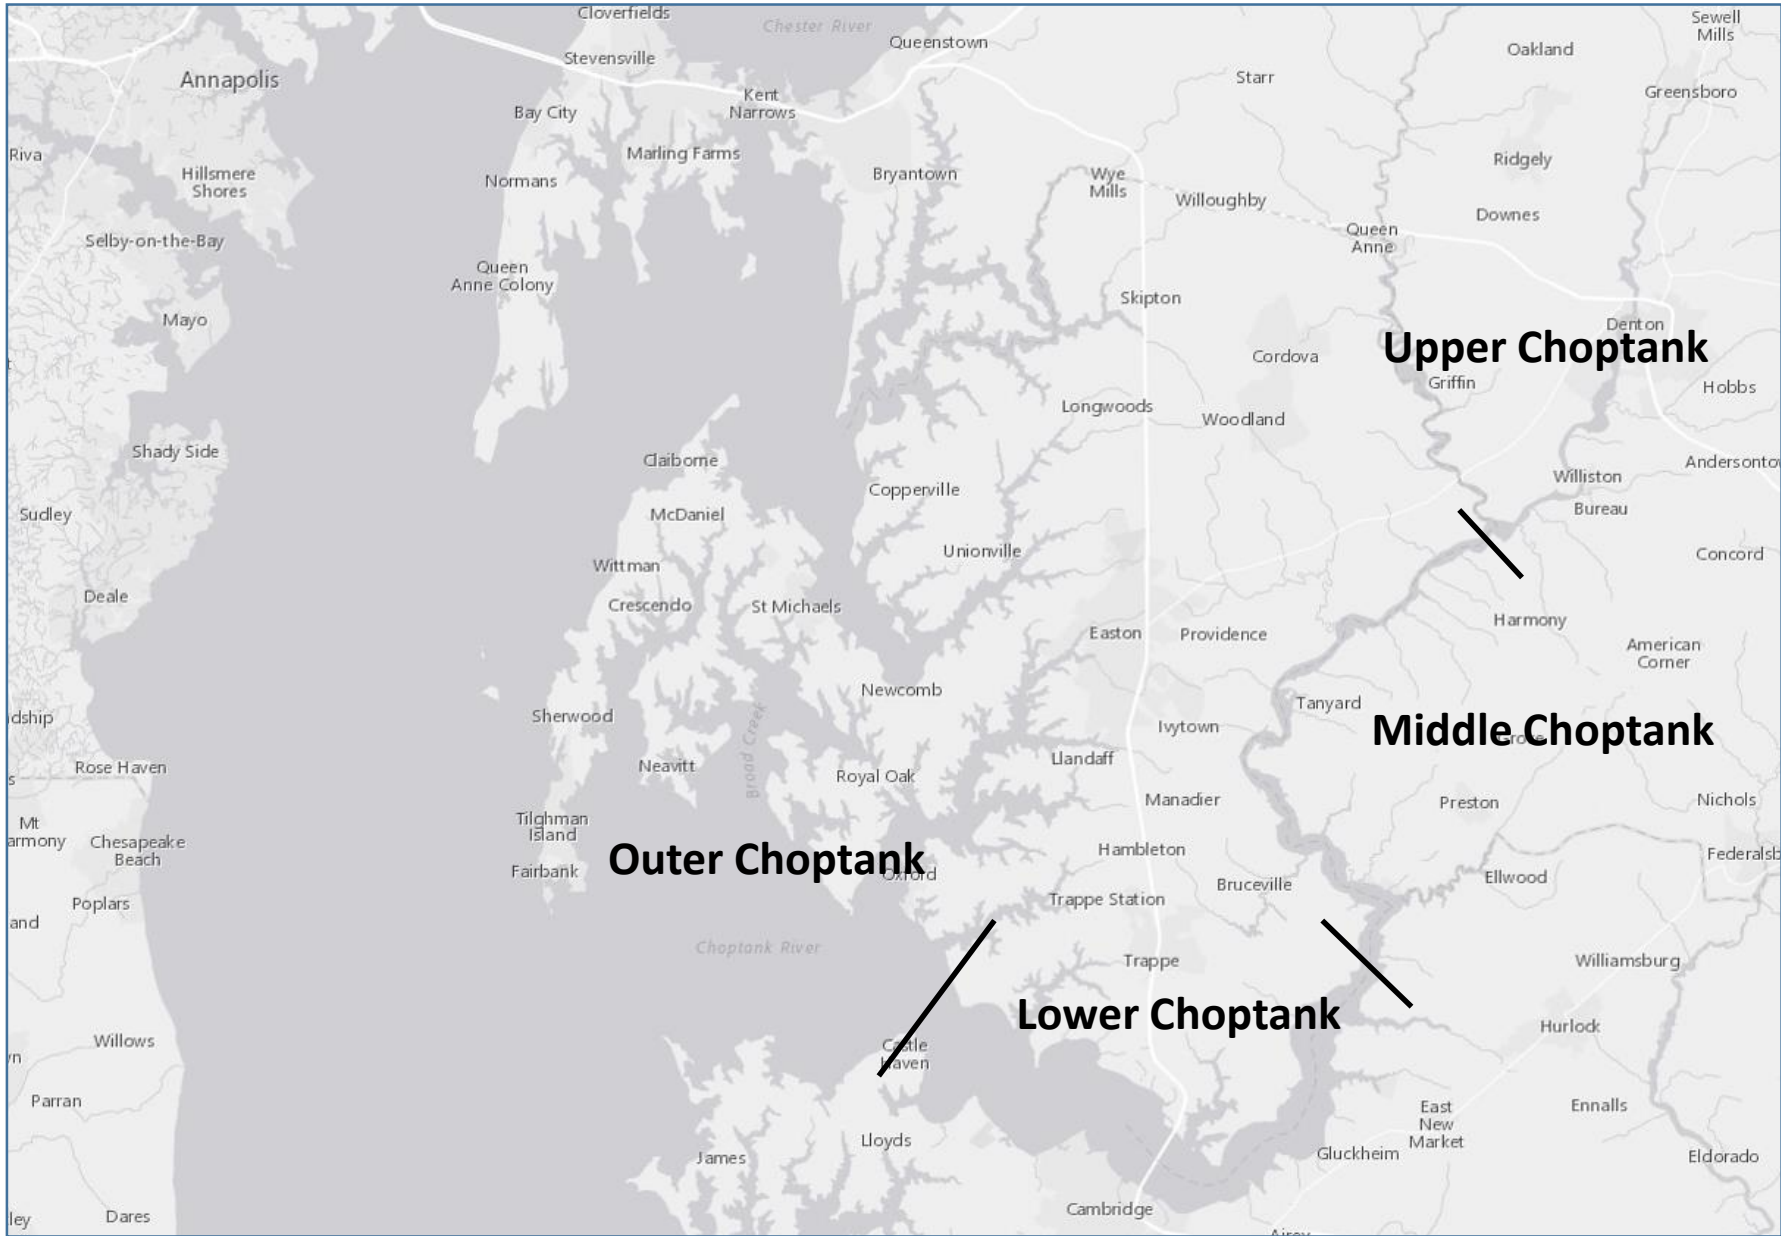 Cloverfields
Chester River
Sewell
Mills
Queenstown
Oakland
Stevensville
Annapolis
Starr
Greensboro
Kent
Narrows
Bay City
Riva
Marling Farms
Ridgely
Hillsmere
Shores
Bryantown
Wye
Mills
Normans
Willoughby
Downes
Selby-on-the-Bay
Queen
Anne
Queen
Anne Colony
Skipton
Mayo
Denton
Upper Choptank
Cordova
Griffin
Hobbs
Longwoods
Woodland
Shady Side
Claiborne
Andersonto
Williston
Copperville
Bureau
Sudley
McDaniel
Unionville
Concord
Wittman
Deale
Crescendo
St Michaels
Harmony
Easton
Providence
American
Corner
Newcomb
Tanyard
dship
Sherwood
Ivytown
Middle Choptank
Broad Creek
Llandaff
Rose Haven
Neavitt
Royal Oak
Manadier
Preston
Nichols
Mt
armony
Tilghman
Island
Chesapeake
Beach
Hambleton
Federalsb
Outer Choptank
Fairbank
Oxford
Ellwood
Bruceville
Trappe Station
Poplars
and
Choptank River
Trappe
Williamsburg
Lower Choptank
Hurlock
Willows
Castle
Haven
Parran
East
New
Market
Ennalls
Lloyds
Gluckheim
James
Eldorado
Cambridge
ley
Dares